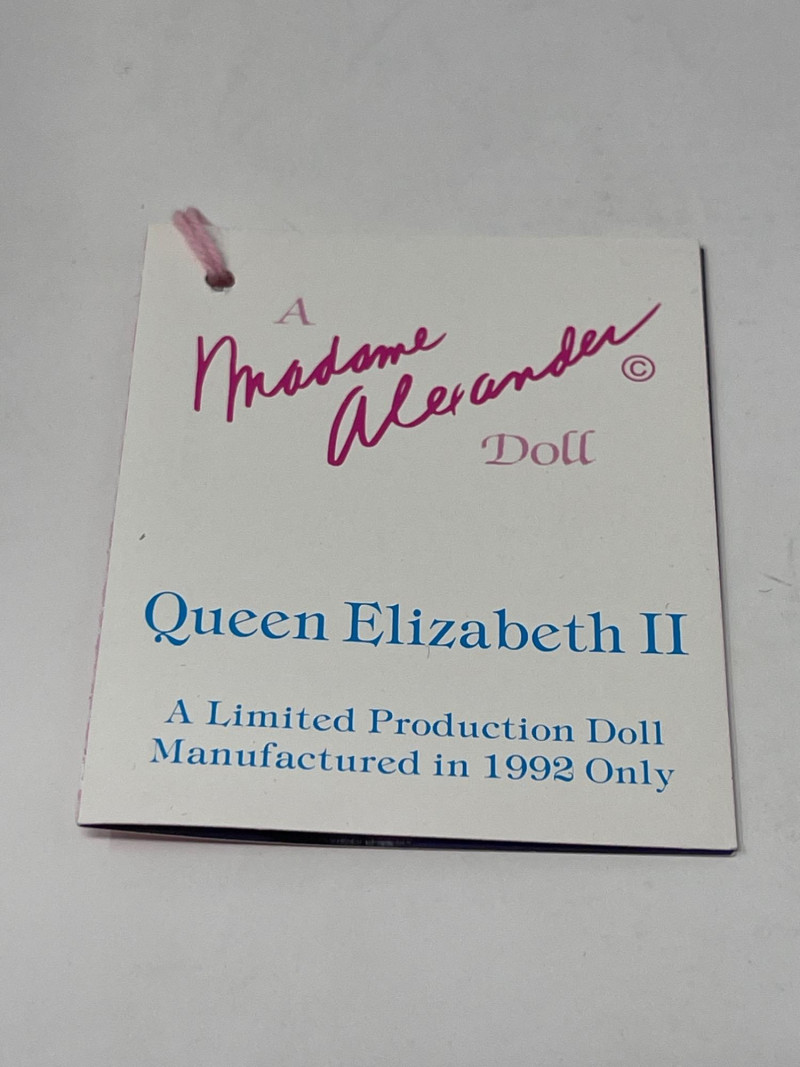 A
Madame
Alexander ©
Doll
Queen Elizabeth II
A Limited Production Doll
Manufactured in 1992 Only